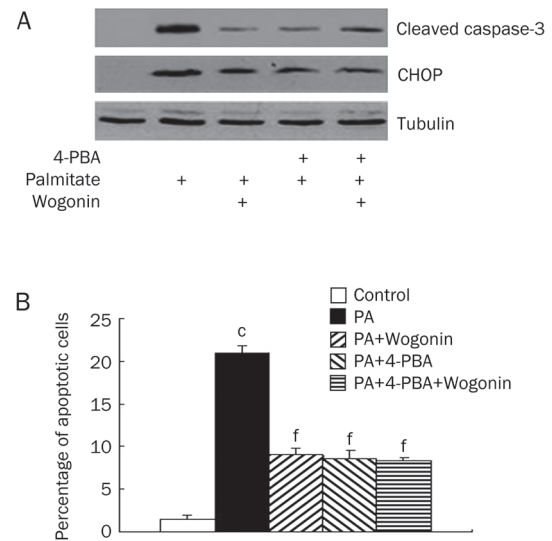 A
Cleaved caspase-3
CHOP
Tubulin
4-PBA + +
Palmitate + + + +
Wogonin + +
B
Control
PA
PA+Wogonin
PA+4-PBA
PA+4-PBA+Wogonin
Percentage of apoptotic cells
25
20
15
10
5
0
c
f
f
f